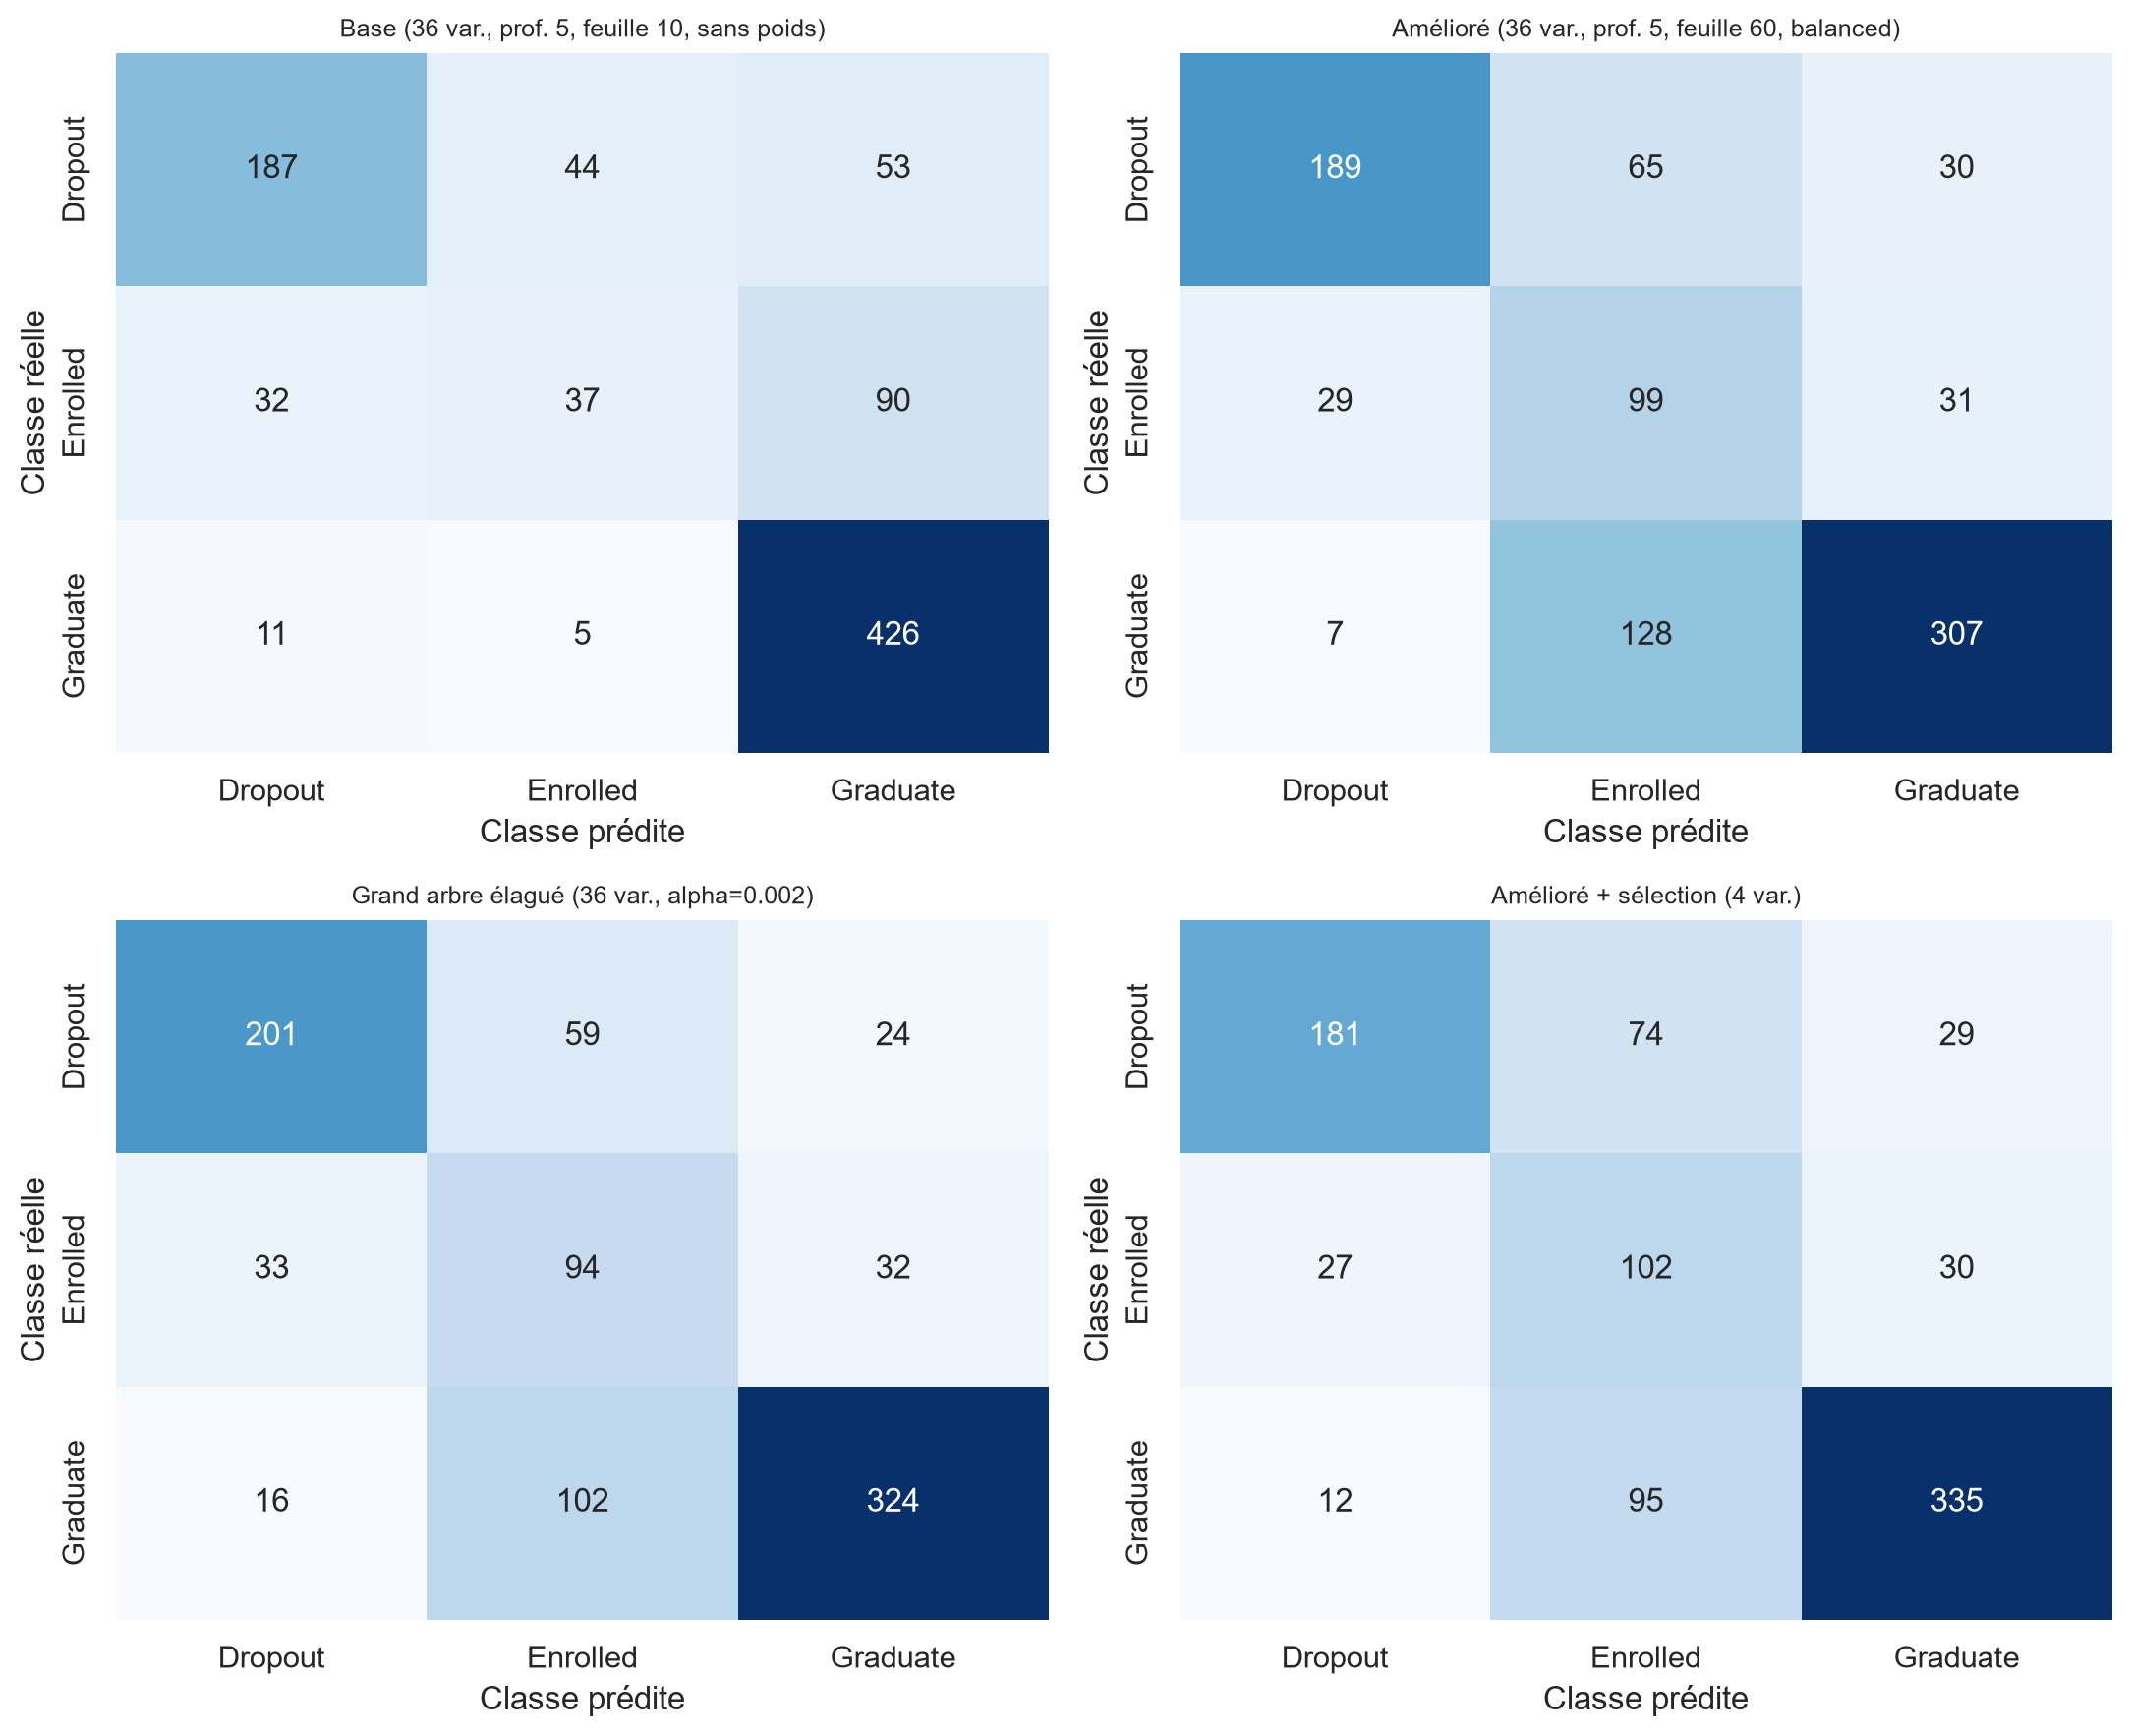 Base (36 var., prof. 5, feuille 10, sans poids)
Classe réelle
Dropout
187 44 53
Enrolled
32 37 90
Graduate
11 5 426
Dropout Enrolled Graduate
Classe prédite
Amélioré (36 var., prof. 5, feuille 60, balanced)
Classe réelle
Dropout
189 65 30
Enrolled
29 99 31
Graduate
7 128 307
Dropout Enrolled Graduate
Classe prédite
Grand arbre élagué (36 var., alpha=0.002)
Classe réelle
Dropout
201 59 24
Enrolled
33 94 32
Graduate
16 102 324
Dropout Enrolled Graduate
Classe prédite
Amélioré + sélection (4 var.)
Classe réelle
Dropout
181 74 29
Enrolled
27 102 30
Graduate
12 95 335
Dropout Enrolled Graduate
Classe prédite